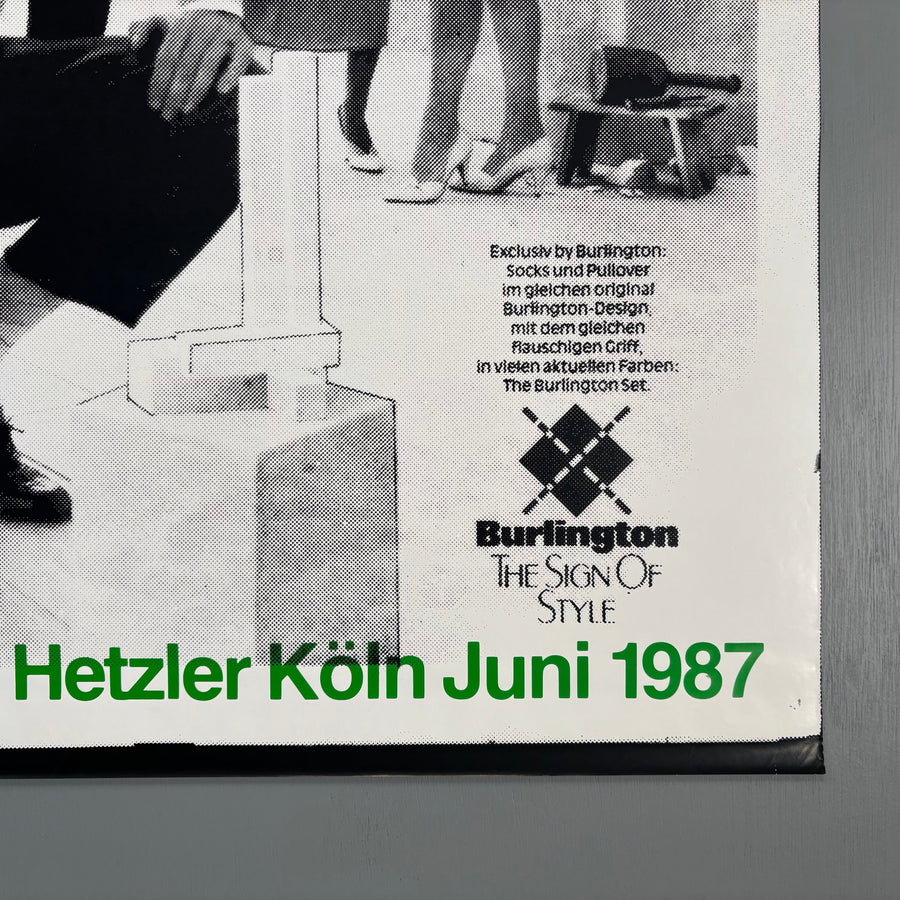 Exclusiv by Burlington:
Socks und Pullover
im gleichen original
Burlington-Design,
mit dem gleichen
flauschigen Griff,
in vielen aktuellen Farben:
The Burlington Set.
Burlington
THE SIGN OF
STYLE
Hetzler Köln Juni 1987